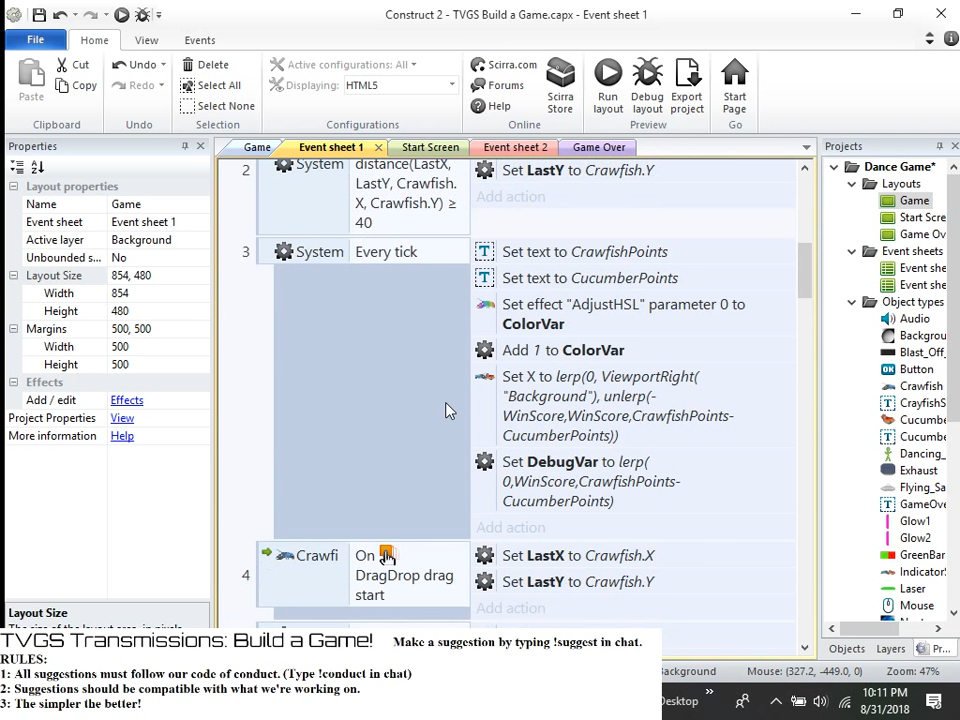 Construct 2 - TVGS Build a Game.capx - Event sheet 1
File Home View Events
Paste Cut Copy Clipboard
Undo Redo Undo
Delete Select All Select None Selection
Active configurations: All
Displaying: HTML5
Configurations
Scirra.com Forums Help Scirra Store Online
Run layout Debug layout Export project Preview
Start Page Go
Properties
Game Event sheet 1 Start Screen Event sheet 2 Game Over
Projects
Layout properties
Name Game
Event sheet Event sheet 1
Active layer Background
Unbounded s... No
Layout Size 854, 480
Width 854
Height 480
Margins 500, 500
Width 500
Height 500
Effects
Add / edit Effects
Project Properties View
More information Help
Layout Size
2 System distance(LastX,
LastY, Crawfish.
X, Crawfish.Y) ≥
40
Set LastY to Crawfish.Y
Add action
3 System Every tick
Set text to CrawfishPoints
Set text to CucumberPoints
Set effect "AdjustHSL" parameter 0 to
ColorVar
Add 1 to ColorVar
Set X to lerp(0, ViewportRight(
"Background"), unlerp(-
WinScore,WinScore,CrawfishPoints-
CucumberPoints))
Set DebugVar to lerp(
0,WinScore,CrawfishPoints-
CucumberPoints)
Add action
4 Crawfi On
DragDrop drag
start
Set LastX to Crawfish.X
Set LastY to Crawfish.Y
Add action
Dance Game*
Layouts
Game
Start Scre
Game Ov
Event sheets
Event she
Event she
Object types
Audio
Backgrou
Blast_Off_
Button
Crawfish
CrayfishS
Cucumbe
Cucumbe
Dancing_
Exhaust
Flying_Sa
GameOve
Glow1
Glow2
GreenBar
IndicatorS
Laser
Mouse
Objects Layers Pr...
ackground Mouse: (327.2, -449.0, 0) Zoom: 47%
TVGS Transmissions: Build a Game! Make a suggestion by typing !suggest in chat.
RULES:
1: All suggestions must follow our code of conduct. (Type !conduct in chat)
2: Suggestions should be compatible with what we're working on.
3: The simpler the better!
Desktop
10:11 PM
8/31/2018